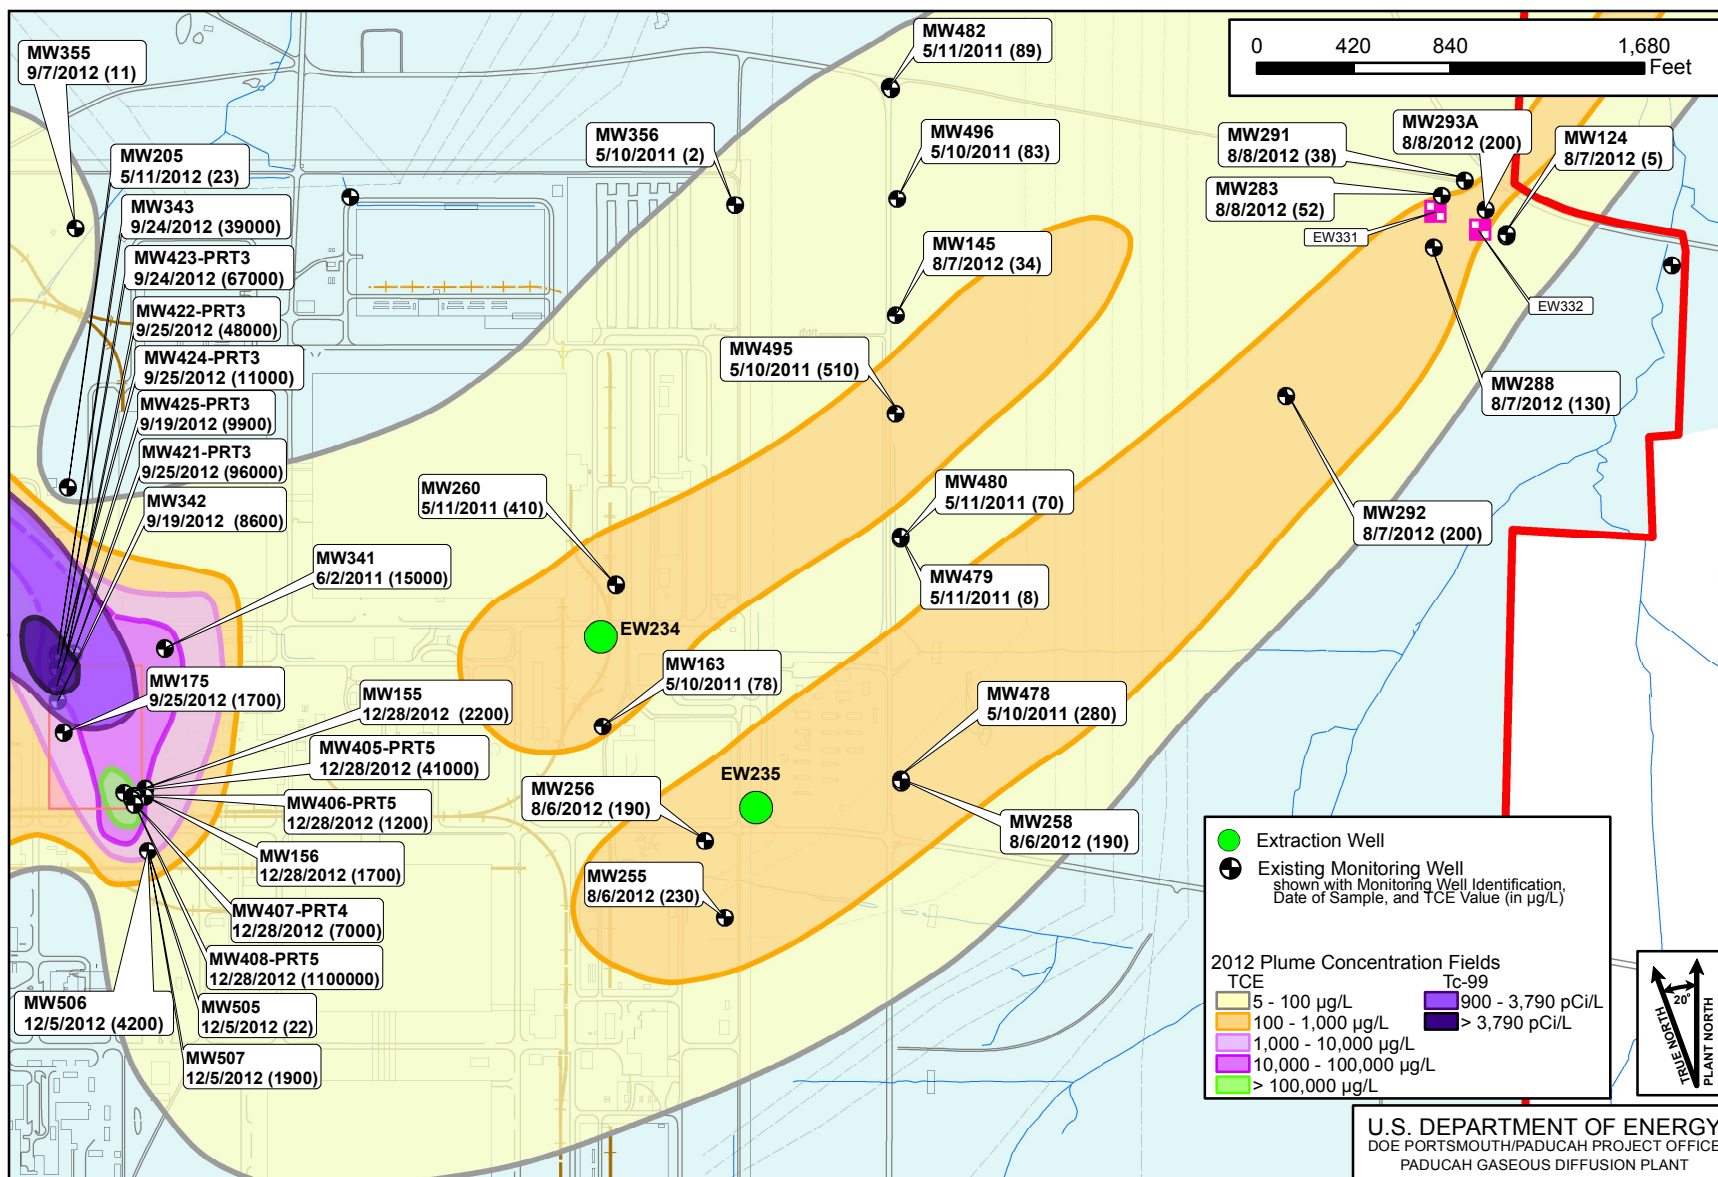 MW355
9/7/2012 (11)
MW205
5/11/2012 (23)
MW343
9/24/2012 (39000)
MW423-PRT3
9/24/2012 (67000)
MW422-PRT3
9/25/2012 (48000)
MW424-PRT3
9/25/2012 (11000)
MW425-PRT3
9/19/2012 (9900)
MW421-PRT3
9/25/2012 (96000)
MW342
9/19/2012 (8600)
MW341
6/2/2011 (15000)
MW175
9/25/2012 (1700)
MW155
12/28/2012 (2200)
MW405-PRT5
12/28/2012 (41000)
MW406-PRT5
12/28/2012 (1200)
MW156
12/28/2012 (1700)
MW407-PRT4
12/28/2012 (7000)
MW408-PRT5
12/28/2012 (1100000)
MW505
12/5/2012 (22)
MW506
12/5/2012 (4200)
MW507
12/5/2012 (1900)
MW356
5/10/2011 (2)
MW482
5/11/2011 (89)
MW496
5/10/2011 (83)
MW145
8/7/2012 (34)
MW495
5/10/2011 (510)
MW260
5/11/2011 (410)
MW480
5/11/2011 (70)
MW479
5/11/2011 (8)
EW234
MW163
5/10/2011 (78)
MW478
5/10/2011 (280)
EW235
MW256
8/6/2012 (190)
MW258
8/6/2012 (190)
MW255
8/6/2012 (230)
0 420 840 1,680
Feet
MW291
8/8/2012 (38)
MW293A
8/8/2012 (200)
MW124
8/7/2012 (5)
MW283
8/8/2012 (52)
EW331
EW332
MW288
8/7/2012 (130)
MW292
8/7/2012 (200)
Extraction Well
Existing Monitoring Well
shown with Monitoring Well Identification,
Date of Sample, and TCE Value (in µg/L)
2012 Plume Concentration Fields
TCE
5 - 100 µg/L
100 - 1,000 µg/L
1,000 - 10,000 µg/L
10,000 - 100,000 µg/L
> 100,000 µg/L
Tc-99
900 - 3,790 pCi/L
> 3,790 pCi/L
20°
TRUE NORTH
PLANT NORTH
U.S. DEPARTMENT OF ENERGY
DOE PORTSMOUTH/PADUCAH PROJECT OFFICE
PADUCAH GASEOUS DIFFUSION PLANT